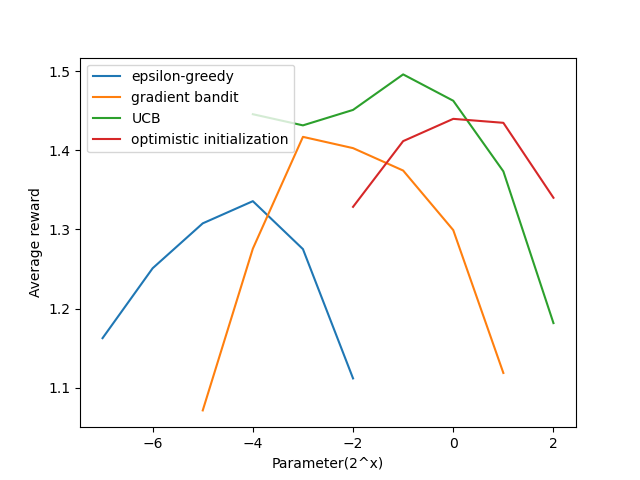 epsilon-greedy
gradient bandit
UCB
optimistic initialization
1.5
1.4
1.3
1.2
1.1
Average reward
−6
−4
−2
0
2
Parameter(2^x)